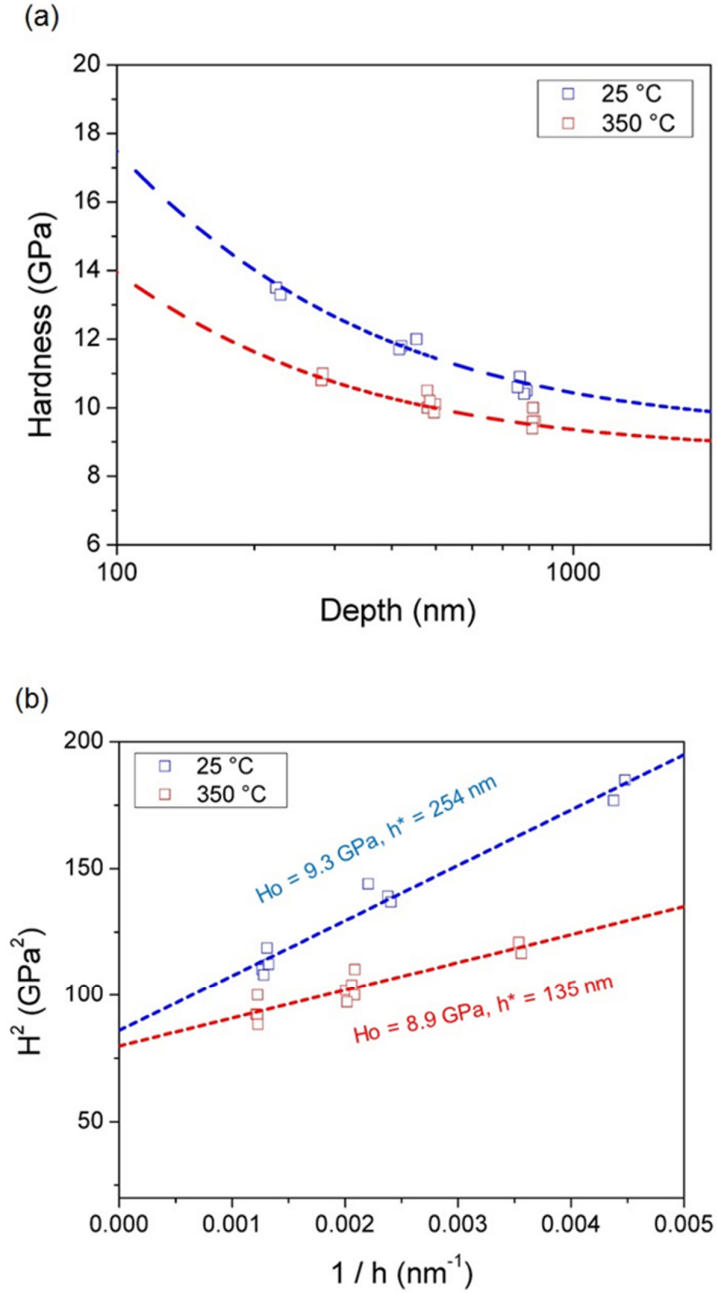 (a)
20
18
16
14
12
10
8
6
Hardness (GPa)
25 °C
350 °C
100
1000
Depth (nm)
(b)
200
150
100
50
H² (GPa²)
25 °C
350 °C
Ho = 9.3 GPa, h* = 254 nm
Ho = 8.9 GPa, h* = 135 nm
0.000 0.001 0.002 0.003 0.004 0.005
1 / h (nm⁻¹)